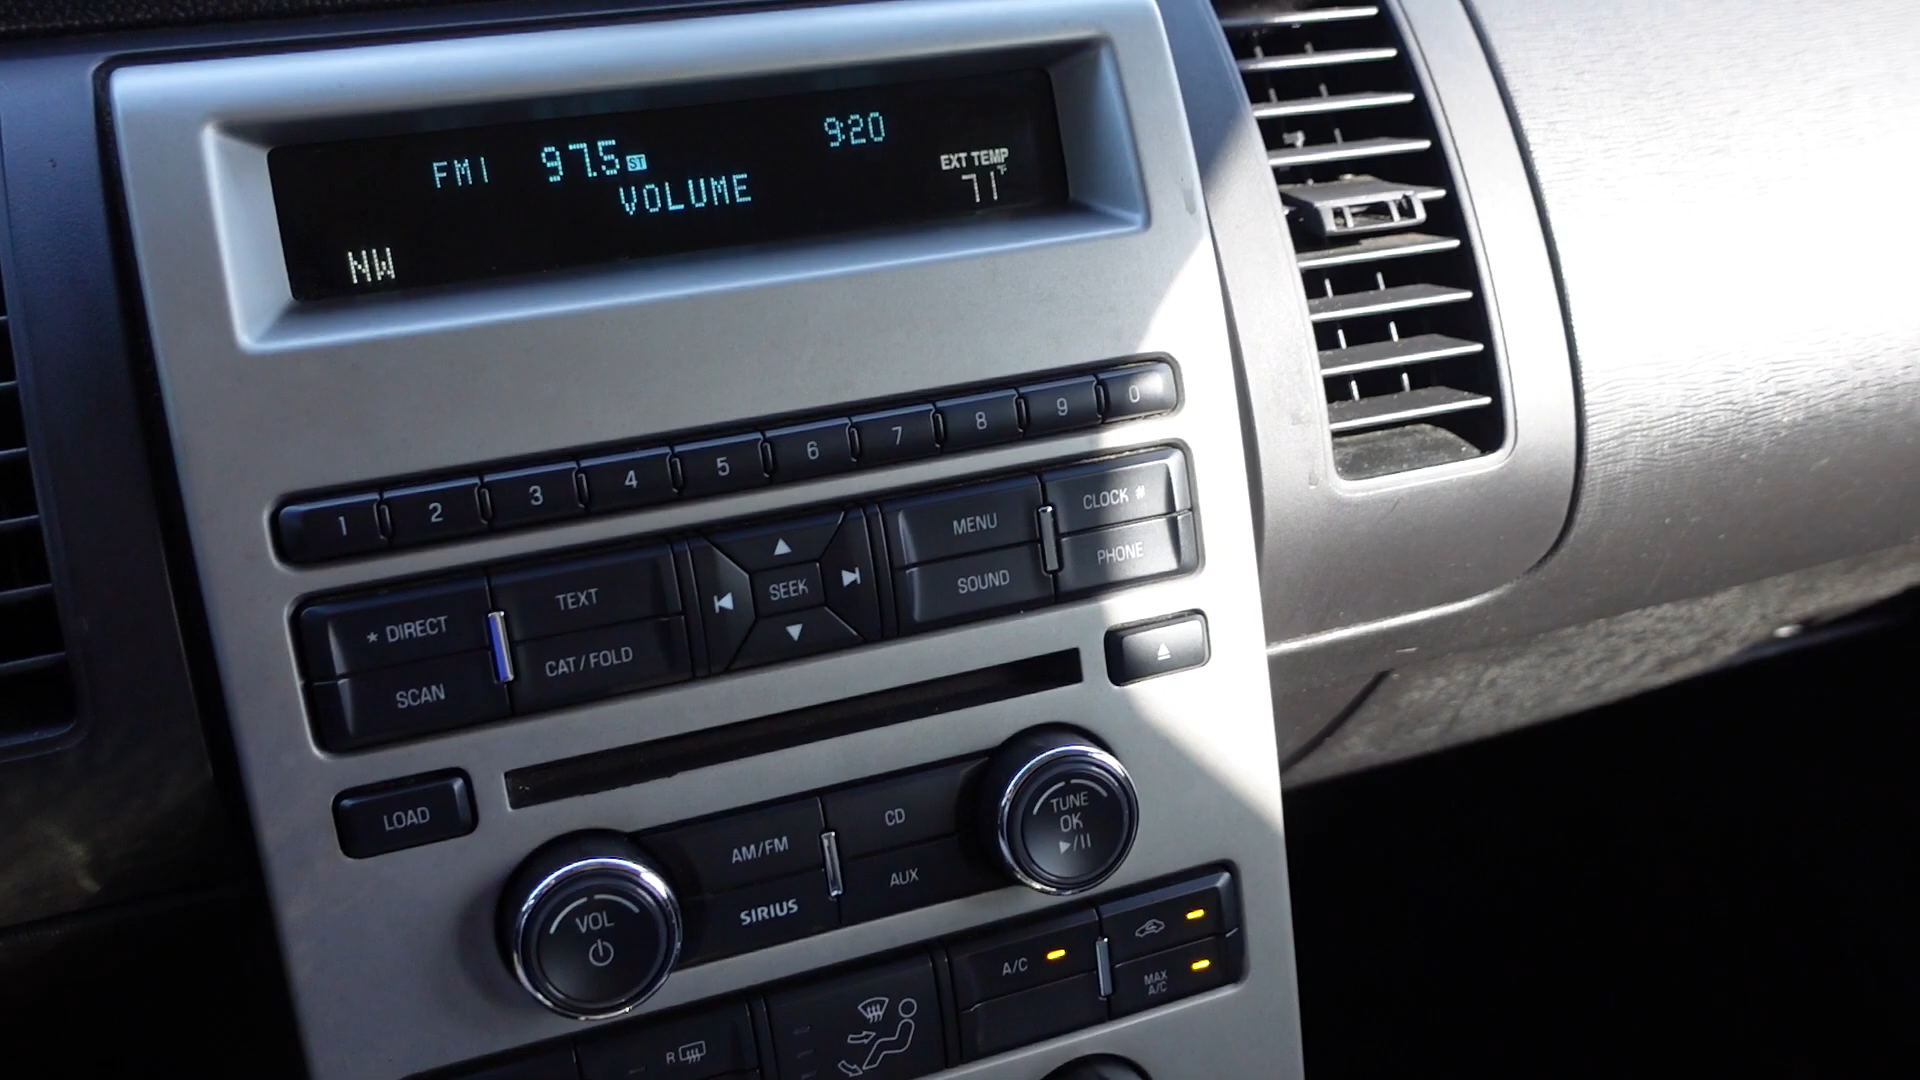 9:20
FM1 97.5 ST
EXT TEMP
VOLUME
71°F
NW
1 2 3 4 5 6 7 8 9 0
* DIRECT
TEXT
SEEK
MENU
CLOCK #
SCAN
CAT/FOLD
SOUND
PHONE
LOAD
VOL
AM/FM
CD
TUNE
OK
SIRIUS
AUX
A/C
MAX
A/C
R